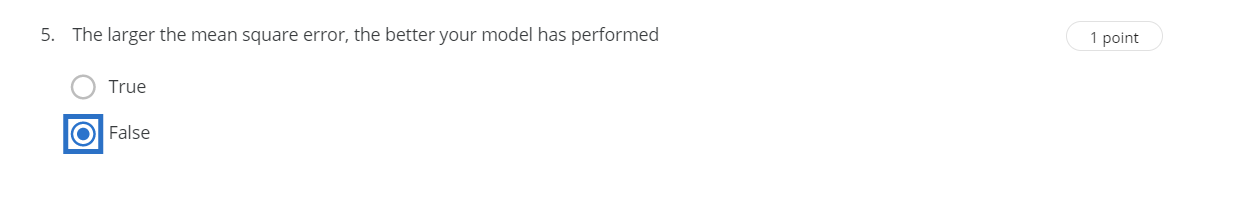 5. The larger the mean square error, the better your model has performed
1 point
True
False